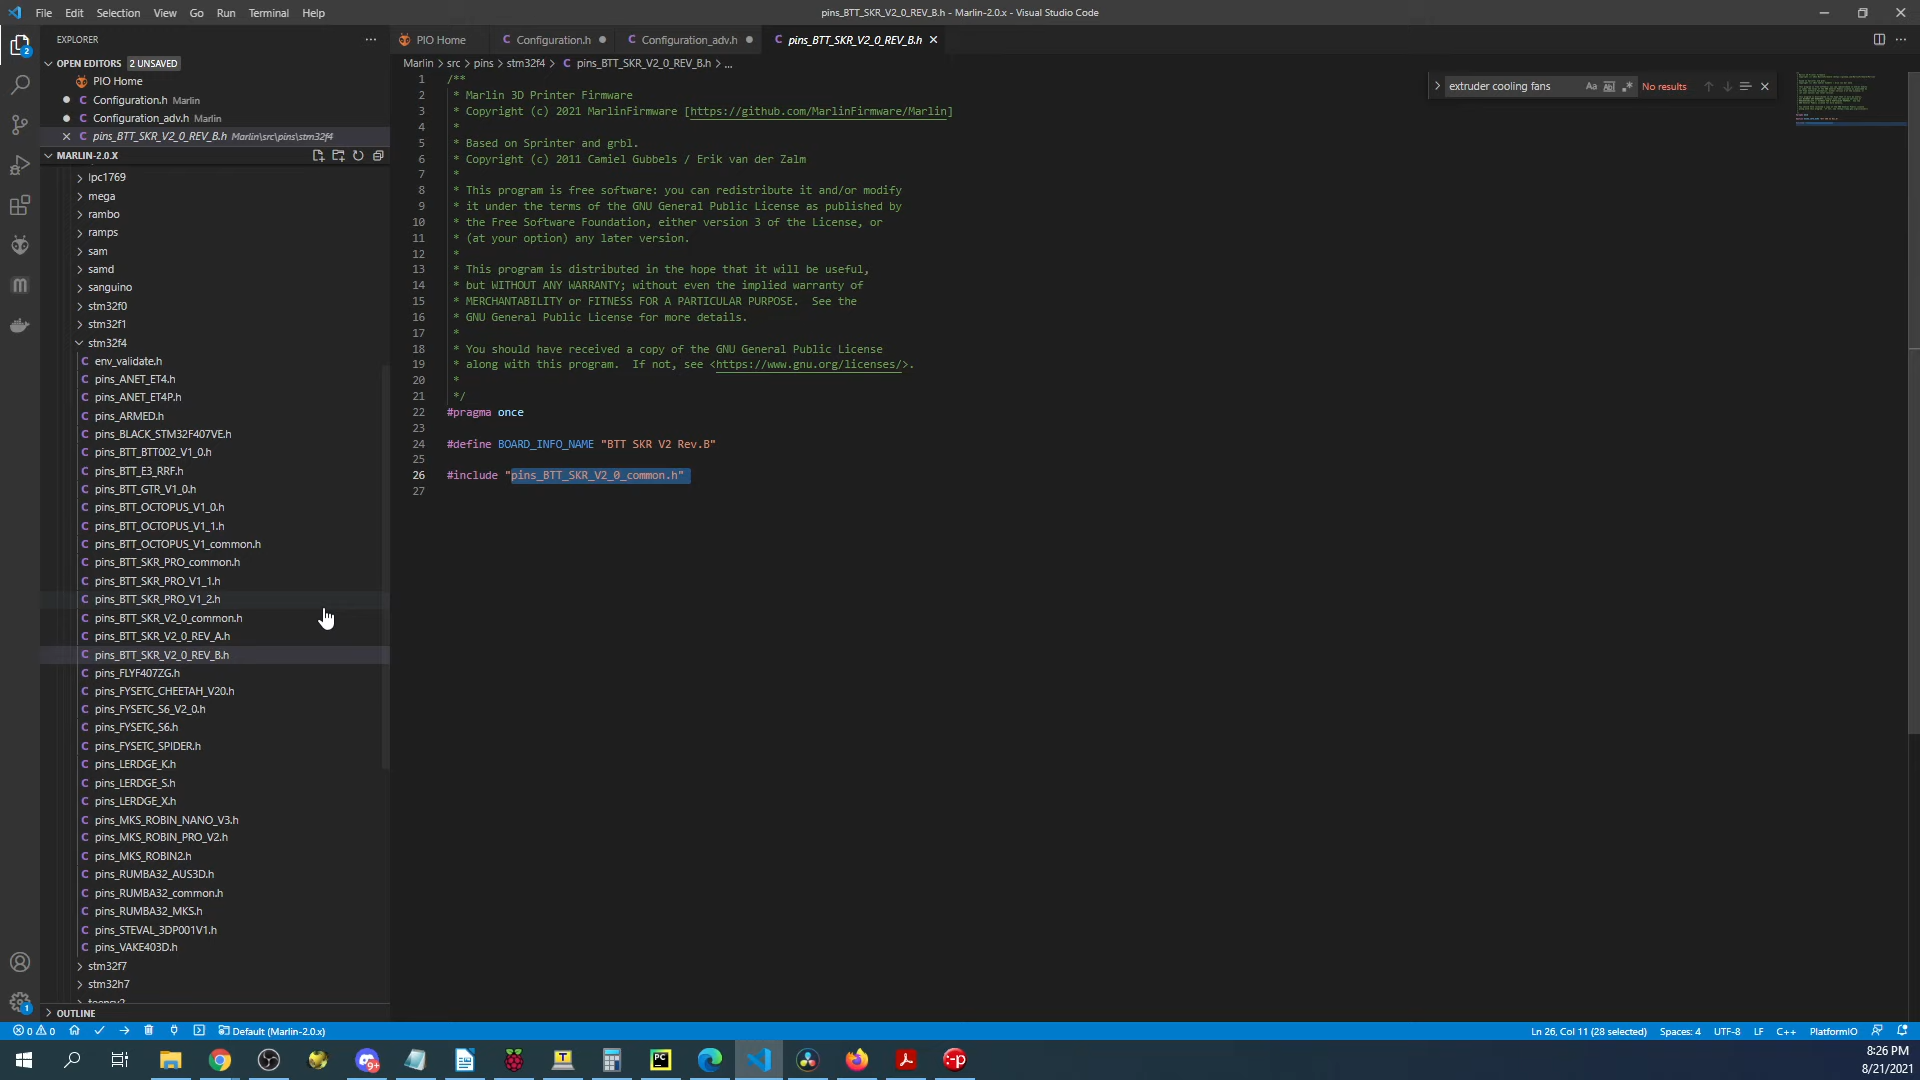 File Edit Selection View Go Run Terminal Help
pins_BTT_SKR_V2_0_REV_B.h - Marlin-2.0.x - Visual Studio Code
EXPLORER
OPEN EDITORS 2 UNSAVED
PIO Home
Configuration.h Marlin
Configuration_adv.h Marlin
pins_BTT_SKR_V2_0_REV_B.h Marlin\src\pins\stm32f4
MARLIN-2.0.X
lpc1769
mega
rambo
ramps
sam
samd
sanguino
stm32f0
stm32f1
stm32f4
env_validate.h
pins_ANET_ET4.h
pins_ANET_ET4P.h
pins_ARMED.h
pins_BLACK_STM32F407VE.h
pins_BTT_BTT002_V1_0.h
pins_BTT_E3_RRF.h
pins_BTT_GTR_V1_0.h
pins_BTT_OCTOPUS_V1_0.h
pins_BTT_OCTOPUS_V1_1.h
pins_BTT_OCTOPUS_V1_common.h
pins_BTT_SKR_PRO_common.h
pins_BTT_SKR_PRO_V1_1.h
pins_BTT_SKR_PRO_V1_2.h
pins_BTT_SKR_V2_0_common.h
pins_BTT_SKR_V2_0_REV_A.h
pins_BTT_SKR_V2_0_REV_B.h
pins_FLYF407ZG.h
pins_FYSETC_CHEETAH_V20.h
pins_FYSETC_S6_V2_0.h
pins_FYSETC_S6.h
pins_FYSETC_SPIDER.h
pins_LERDGE_K.h
pins_LERDGE_S.h
pins_LERDGE_X.h
pins_MKS_ROBIN_NANO_V3.h
pins_MKS_ROBIN_PRO_V2.h
pins_MKS_ROBIN2.h
pins_RUMBA32_AUS3D.h
pins_RUMBA32_common.h
pins_RUMBA32_MKS.h
pins_STEVAL_3DP001V1.h
pins_VAKE403D.h
stm32f7
stm32h7
OUTLINE
PIO Home Configuration.h Configuration_adv.h pins_BTT_SKR_V2_0_REV_B.h
Marlin > src > pins > stm32f4 > C pins_BTT_SKR_V2_0_REV_B.h > ...
extruder cooling fans Aa No results
1 /**
2 * Marlin 3D Printer Firmware
3 * Copyright (c) 2021 MarlinFirmware [https://github.com/MarlinFirmware/Marlin]
4 *
5 * Based on Sprinter and grbl.
6 * Copyright (c) 2011 Camiel Gubbels / Erik van der Zalm
7 *
8 * This program is free software: you can redistribute it and/or modify
9 * it under the terms of the GNU General Public License as published by
10 * the Free Software Foundation, either version 3 of the License, or
11 * (at your option) any later version.
12 *
13 * This program is distributed in the hope that it will be useful,
14 * but WITHOUT ANY WARRANTY; without even the implied warranty of
15 * MERCHANTABILITY or FITNESS FOR A PARTICULAR PURPOSE.  See the
16 * GNU General Public License for more details.
17 *
18 * You should have received a copy of the GNU General Public License
19 * along with this program.  If not, see <https://www.gnu.org/licenses/>.
20 *
21 */
22 #pragma once
23
24 #define BOARD_INFO_NAME "BTT SKR V2 Rev.B"
25
26 #include "pins_BTT_SKR_V2_0_common.h"
27
0 0 Default (Marlin-2.0.x)
Ln 26, Col 11 (28 selected) Spaces: 4 UTF-8 LF C++ PlatformIO
8:26 PM
8/21/2021